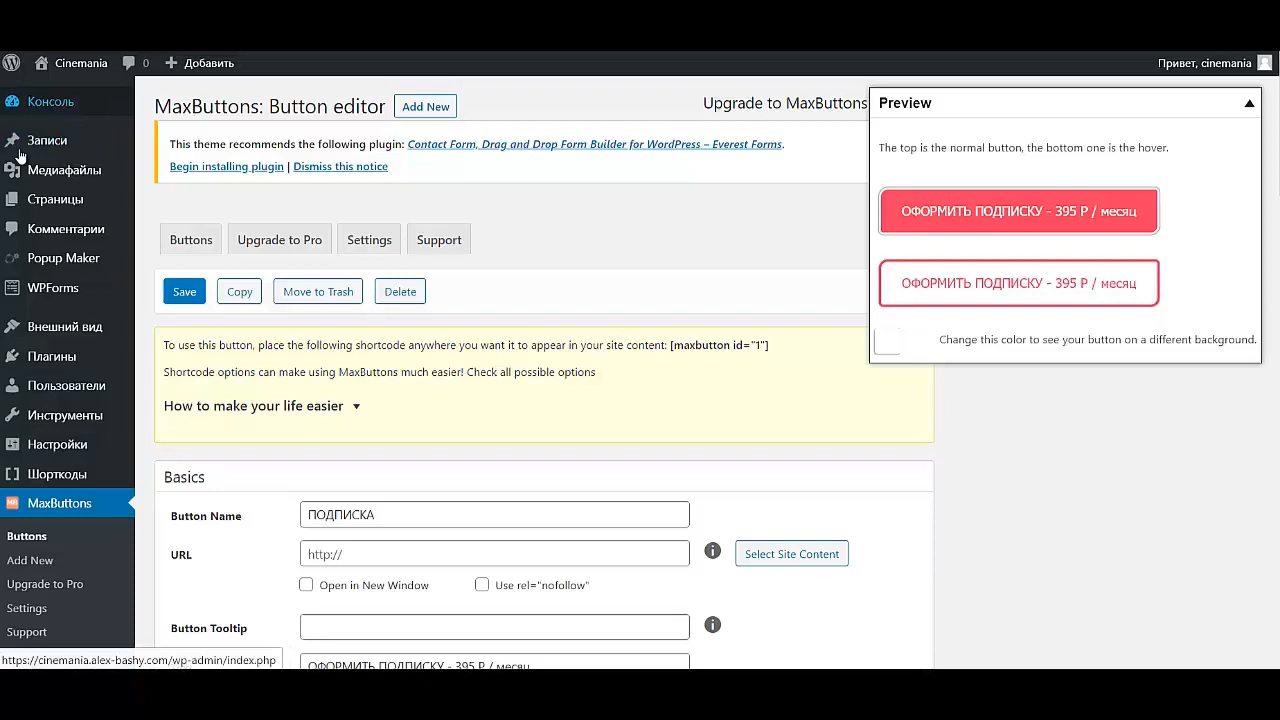 Cinemania
0
Добавить
Привет, cinemania
Консоль
Записи
Медиафайлы
Страницы
Комментарии
Popup Maker
WPForms
Внешний вид
Плагины
Пользователи
Инструменты
Настройки
Шорткоды
MaxButtons
Buttons
Add New
Upgrade to Pro
Settings
Support
https://cinemania.alex-bashy.com/wp-admin/index.php
MaxButtons: Button editor
Add New
Upgrade to MaxButtons
This theme recommends the following plugin: Contact Form, Drag and Drop Form Builder for WordPress – Everest Forms.
Begin installing plugin | Dismiss this notice
Buttons
Upgrade to Pro
Settings
Support
Save
Copy
Move to Trash
Delete
To use this button, place the following shortcode anywhere you want it to appear in your site content: [maxbutton id="1"]
Shortcode options can make using MaxButtons much easier! Check all possible options
How to make your life easier
Basics
Button Name
ПОДПИСКА
URL
http://
Select Site Content
Open in New Window
Use rel="nofollow"
Button Tooltip
ОФОРМИТЬ ПОДПИСКУ - 395 Р / месяц
Preview
The top is the normal button, the bottom one is the hover.
ОФОРМИТЬ ПОДПИСКУ - 395 Р / месяц
ОФОРМИТЬ ПОДПИСКУ - 395 Р / месяц
Change this color to see your button on a different background.